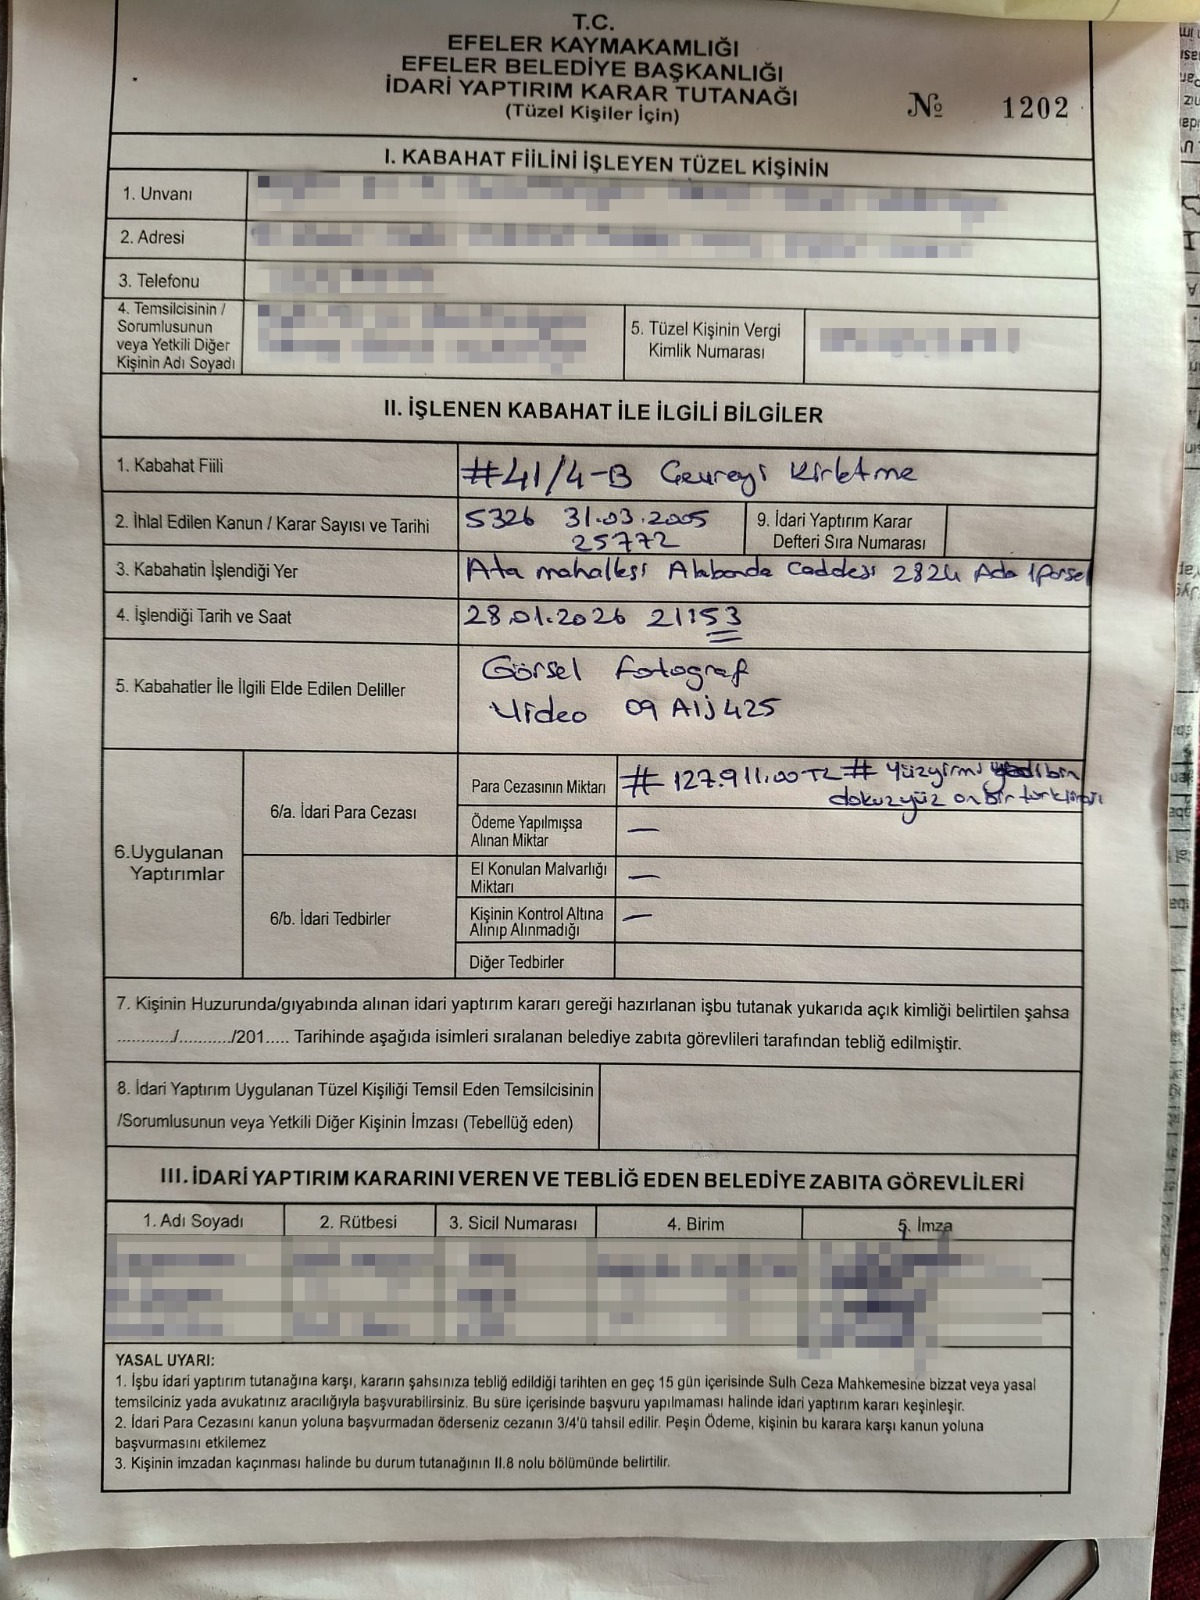 T.C.
EFELER KAYMAKAMLIĞI
EFELER BELEDİYE BAŞKANLIĞI
İDARİ YAPTIRIM KARAR TUTANAĞI
(Tüzel Kişiler İçin)
№ 1202
I. KABAHAT FİİLİNİ İŞLEYEN TÜZEL KİŞİNİN
1. Unvanı
2. Adresi
3. Telefonu
4. Temsilcisinin /
Sorumlusunun
veya Yetkili Diğer
Kişinin Adı Soyadı
5. Tüzel Kişinin Vergi
Kimlik Numarası
II. İŞLENEN KABAHAT İLE İLGİLİ BİLGİLER
1. Kabahat Fiili
#41/4-B Çevreyi Kirletme
2. İhlal Edilen Kanun / Karar Sayısı ve Tarihi
5326 31.03.2005
25772
9. İdari Yaptırım Karar
Defteri Sıra Numarası
3. Kabahatin İşlendiği Yer
Ata mahallesi Alabanda Caddesi 2824 Ada 1Parsel
4. İşlendiği Tarih ve Saat
28.01.2026 21:53
5. Kabahatler İle İlgili Elde Edilen Deliller
Görsel Fotograf
Video 09 AIJ 425
6.Uygulanan
Yaptırımlar
6/a. İdari Para Cezası
Para Cezasının Miktarı
# 127.911.00 TL # Yüzyirmi yedibin
dokuzyüz on bir türklirası
Ödeme Yapılmışsa
Alınan Miktar
—
6/b. İdari Tedbirler
El Konulan Malvarlığı
Miktarı
—
Kişinin Kontrol Altına
Alınıp Alınmadığı
—
Diğer Tedbirler
7. Kişinin Huzurunda/gıyabında alınan idari yaptırım kararı gereği hazırlanan işbu tutanak yukarıda açık kimliği belirtilen şahsa
.........../.........../201..... Tarihinde aşağıda isimleri sıralanan belediye zabıta görevlileri tarafından tebliğ edilmiştir.
8. İdari Yaptırım Uygulanan Tüzel Kişiliği Temsil Eden Temsilcisinin
/Sorumlusunun veya Yetkili Diğer Kişinin İmzası (Tebellüğ eden)
III. İDARİ YAPTIRIM KARARINI VEREN VE TEBLİĞ EDEN BELEDİYE ZABITA GÖREVLİLERİ
1. Adı Soyadı
2. Rütbesi
3. Sicil Numarası
4. Birim
5. İmza
YASAL UYARI:
1. İşbu idari yaptırım tutanağına karşı, kararın şahsınıza tebliğ edildiği tarihten en geç 15 gün içerisinde Sulh Ceza Mahkemesine bizzat veya yasal
temsilciniz yada avukatınız aracılığıyla başvurabilirsiniz. Bu süre içerisinde başvuru yapılmaması halinde idari yaptırım kararı keşinleşir.
2. İdari Para Cezasını kanun yoluna başvurmadan öderseniz cezanın 3/4'ü tahsil edilir. Peşin Ödeme, kişinin bu karara karşı kanun yoluna
başvurmasını etkilemez
3. Kişinin imzadan kaçınması halinde bu durum tutanağının II.8 nolu bölümünde belirtilir.